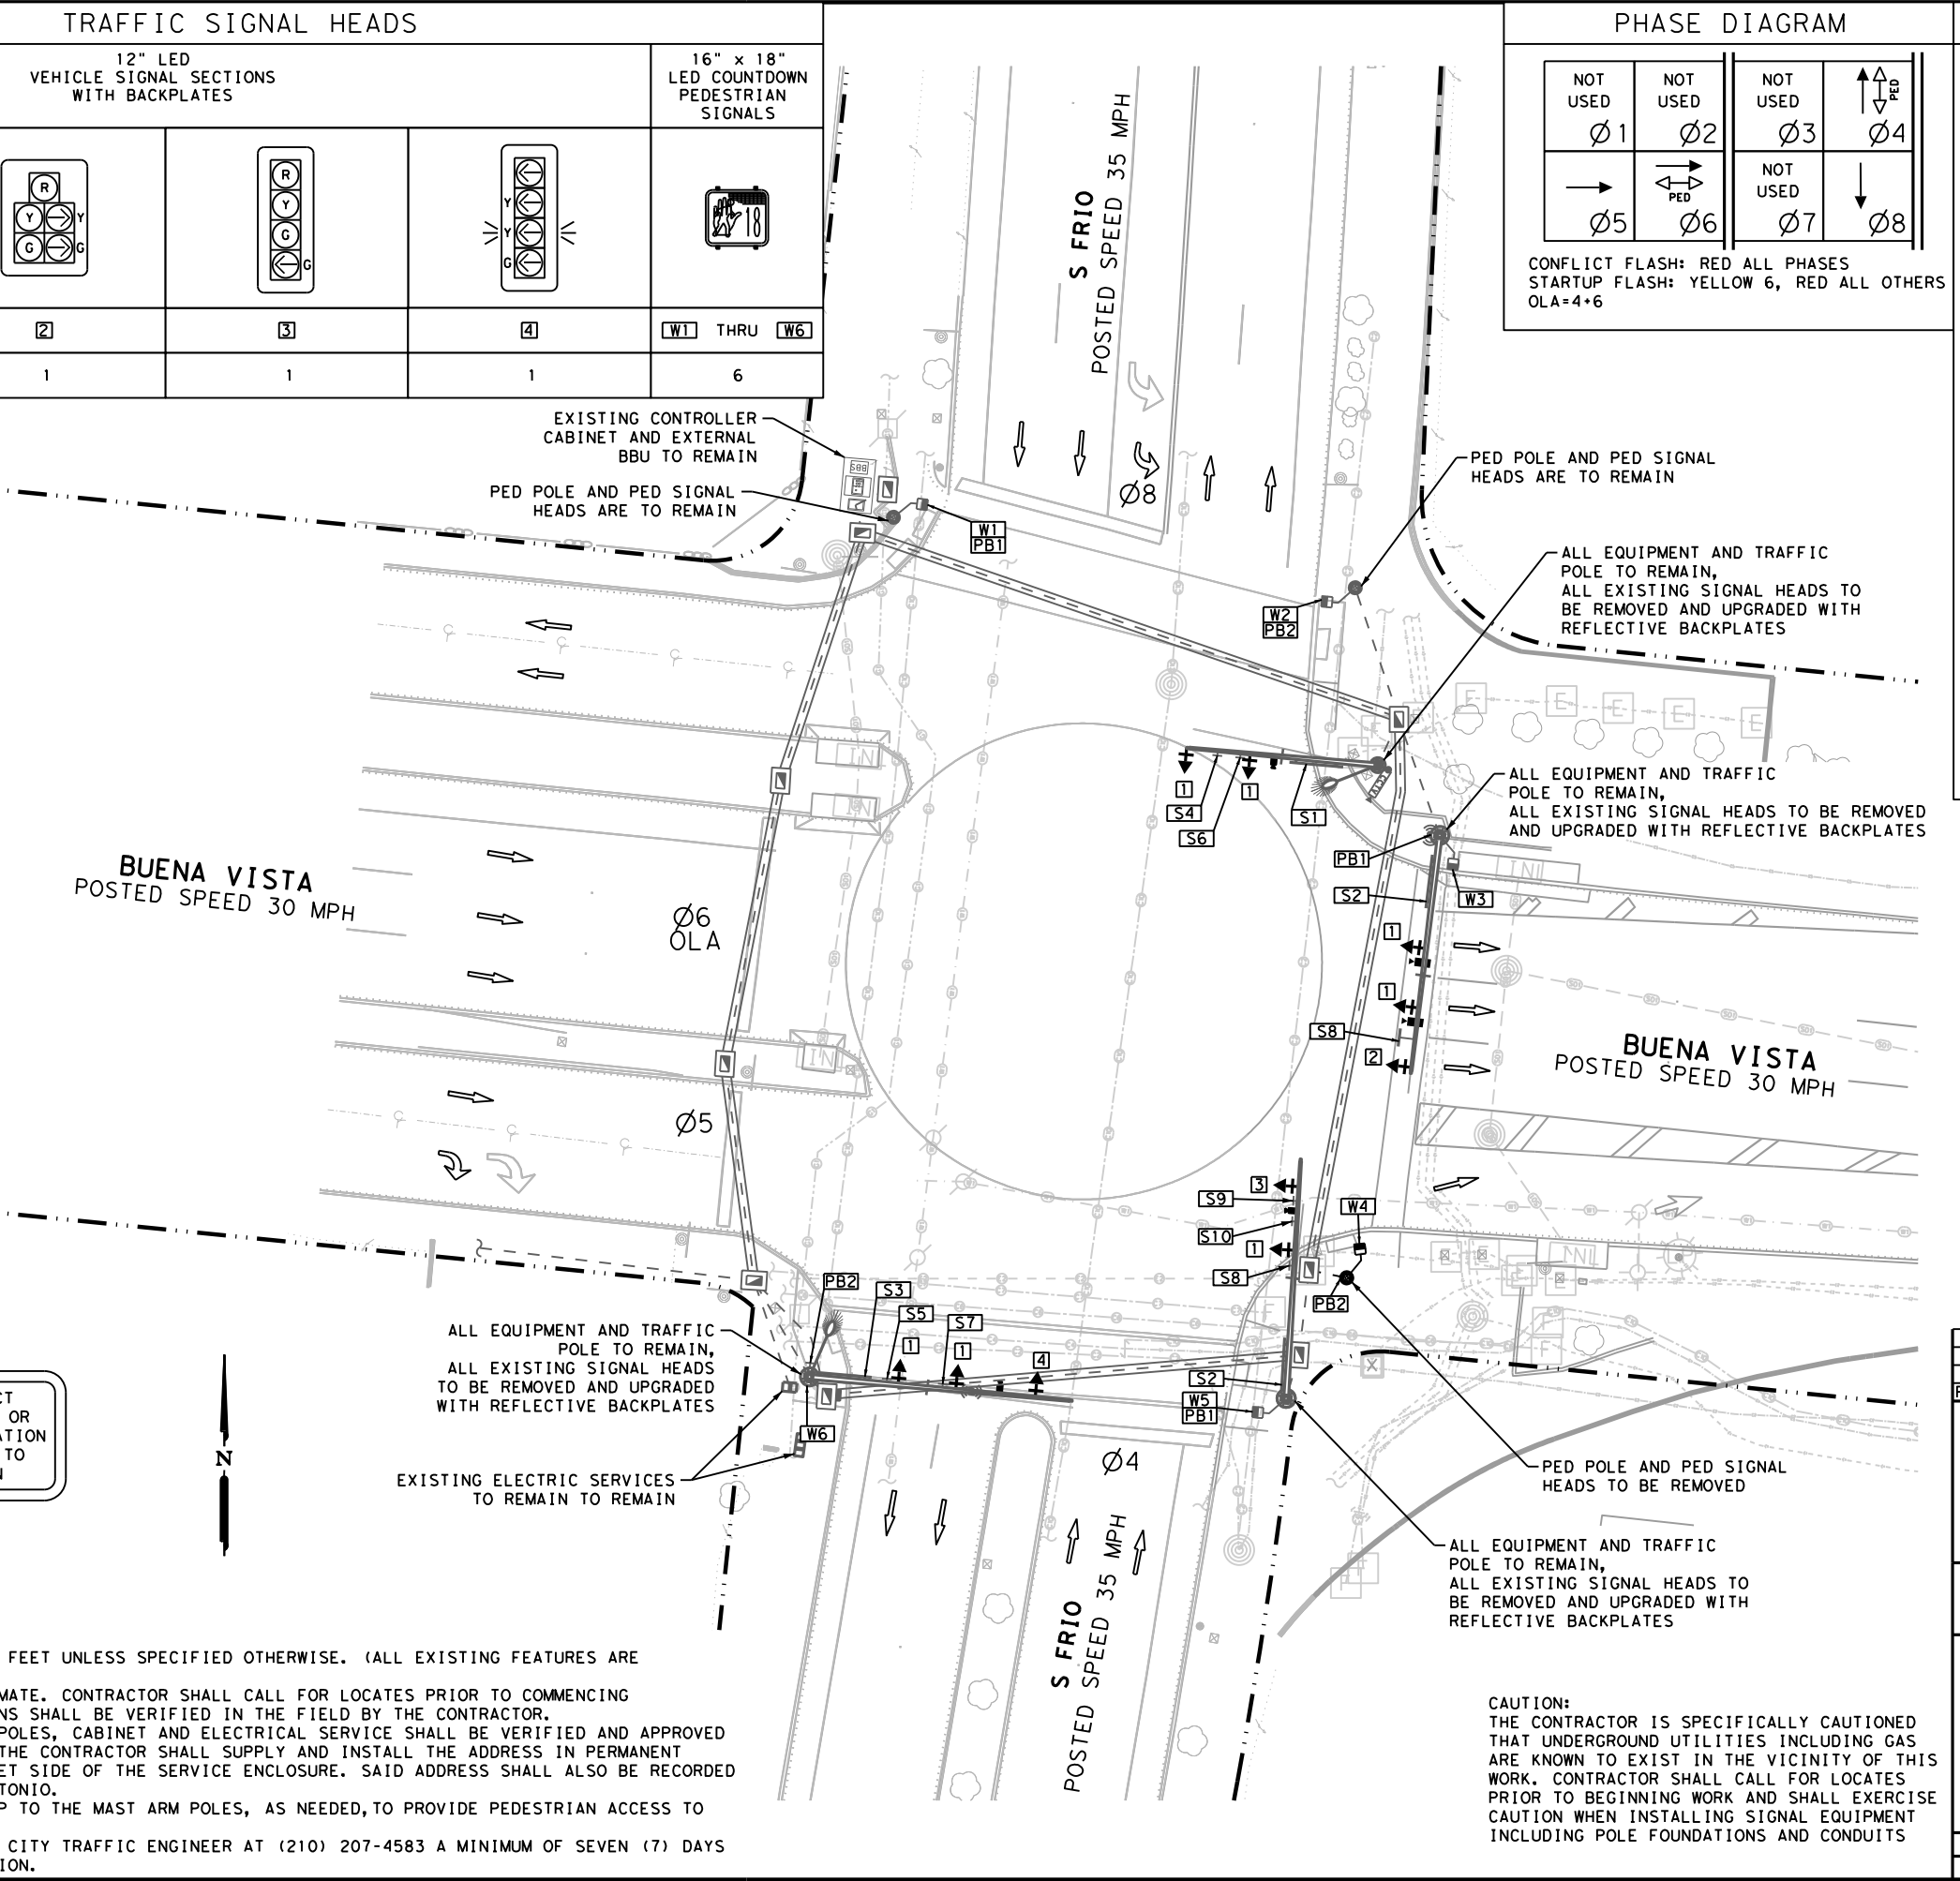 TRAFFIC SIGNAL HEADS
12" LED
VEHICLE SIGNAL SECTIONS
WITH BACKPLATES
16" x 18"
LED COUNTDOWN
PEDESTRIAN
SIGNALS
R
Y Y
G G
R
Y
G
G
Y
Y
G
18
2
3
4
W1 THRU W6
1
1
1
6
PHASE DIAGRAM
NOT
USED
Ø1
NOT
USED
Ø2
NOT
USED
Ø3
PED
Ø4
Ø5
PED
Ø6
NOT
USED
Ø7
Ø8
CONFLICT FLASH: RED ALL PHASES
STARTUP FLASH: YELLOW 6, RED ALL OTHERS
OLA=4+6
S FRIO
POSTED SPEED 35 MPH
EXISTING CONTROLLER
CABINET AND EXTERNAL
BBU TO REMAIN
PED POLE AND PED SIGNAL
HEADS ARE TO REMAIN
BBS
W1
PB1
Ø8
PED POLE AND PED SIGNAL
HEADS ARE TO REMAIN
W2
PB2
ALL EQUIPMENT AND TRAFFIC
POLE TO REMAIN,
ALL EXISTING SIGNAL HEADS TO
BE REMOVED AND UPGRADED WITH
REFLECTIVE BACKPLATES
E E E E E
1
S4
S6
1
S1
CCTV
ALL EQUIPMENT AND TRAFFIC
POLE TO REMAIN,
ALL EXISTING SIGNAL HEADS TO BE REMOVED
AND UPGRADED WITH REFLECTIVE BACKPLATES
PB1
S2
W3
1
1
S8
2
INL
BUENA VISTA
POSTED SPEED 30 MPH
Ø6
OLA
Ø5
BUENA VISTA
POSTED SPEED 30 MPH
3
S9
S10
1
S8
W4
PB2
INL
PB2
S3
S5
S7
1
1
4
S2
W5
PB1
W6
X
ALL EQUIPMENT AND TRAFFIC
POLE TO REMAIN,
ALL EXISTING SIGNAL HEADS
TO BE REMOVED AND UPGRADED
WITH REFLECTIVE BACKPLATES
N
EXISTING ELECTRIC SERVICES
TO REMAIN TO REMAIN
Ø4
PED POLE AND PED SIGNAL
HEADS TO BE REMOVED
ALL EQUIPMENT AND TRAFFIC
POLE TO REMAIN,
ALL EXISTING SIGNAL HEADS TO
BE REMOVED AND UPGRADED WITH
REFLECTIVE BACKPLATES
S FRIO
POSTED SPEED 35 MPH
OR
TO
FEET UNLESS SPECIFIED OTHERWISE. (ALL EXISTING FEATURES ARE
MATE. CONTRACTOR SHALL CALL FOR LOCATES PRIOR TO COMMENCING
NS SHALL BE VERIFIED IN THE FIELD BY THE CONTRACTOR.
POLES, CABINET AND ELECTRICAL SERVICE SHALL BE VERIFIED AND APPROVED
THE CONTRACTOR SHALL SUPPLY AND INSTALL THE ADDRESS IN PERMANENT
ET SIDE OF THE SERVICE ENCLOSURE. SAID ADDRESS SHALL ALSO BE RECORDED
TONIO.
P TO THE MAST ARM POLES, AS NEEDED, TO PROVIDE PEDESTRIAN ACCESS TO
CITY TRAFFIC ENGINEER AT (210) 207-4583 A MINIMUM OF SEVEN (7) DAYS
ION.
CAUTION:
THE CONTRACTOR IS SPECIFICALLY CAUTIONED
THAT UNDERGROUND UTILITIES INCLUDING GAS
ARE KNOWN TO EXIST IN THE VICINITY OF THIS
WORK. CONTRACTOR SHALL CALL FOR LOCATES
PRIOR TO BEGINNING WORK AND SHALL EXERCISE
CAUTION WHEN INSTALLING SIGNAL EQUIPMENT
INCLUDING POLE FOUNDATIONS AND CONDUITS